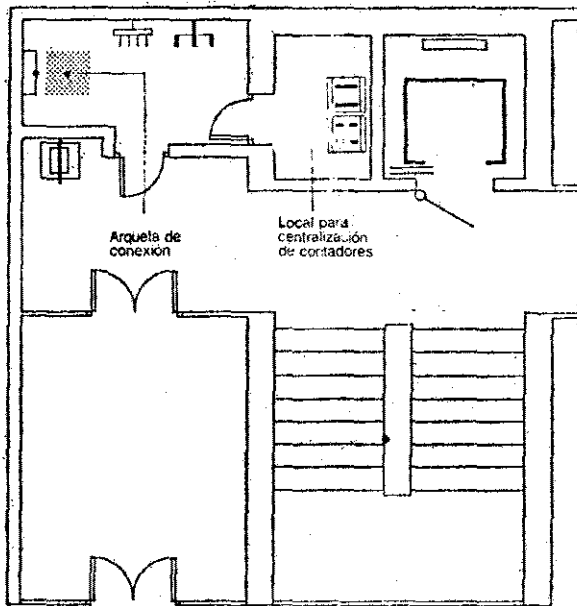 Arqueta de
conexión
Local para
centralización
de contadores